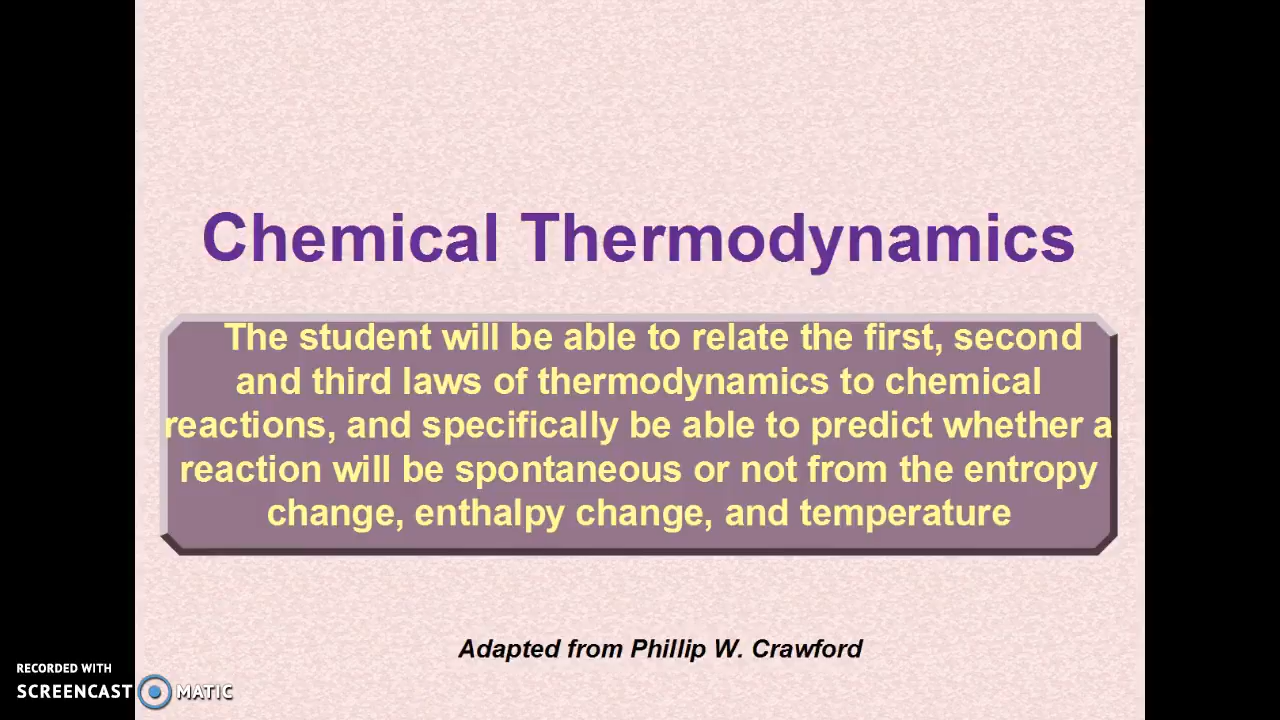 Chemical Thermodynamics
The student will be able to relate the first, second
and third laws of thermodynamics to chemical
reactions, and specifically be able to predict whether a
reaction will be spontaneous or not from the entropy
change, enthalpy change, and temperature
Adapted from Phillip W. Crawford
RECORDED WITH
SCREENCAST MATIC